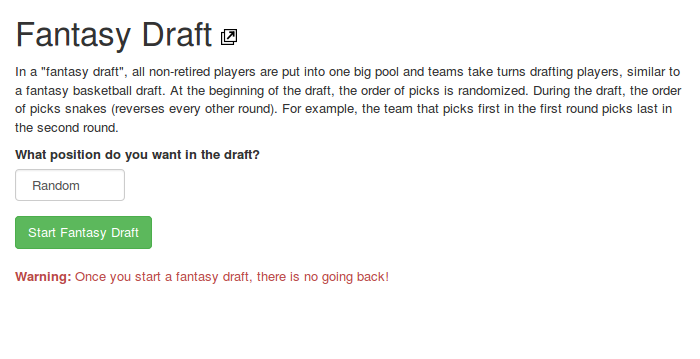 Fantasy Draft
In a "fantasy draft", all non-retired players are put into one big pool and teams take turns drafting players, similar to
a fantasy basketball draft. At the beginning of the draft, the order of picks is randomized. During the draft, the order
of picks snakes (reverses every other round). For example, the team that picks first in the first round picks last in
the second round.
What position do you want in the draft?
Random
Start Fantasy Draft
Warning: Once you start a fantasy draft, there is no going back!